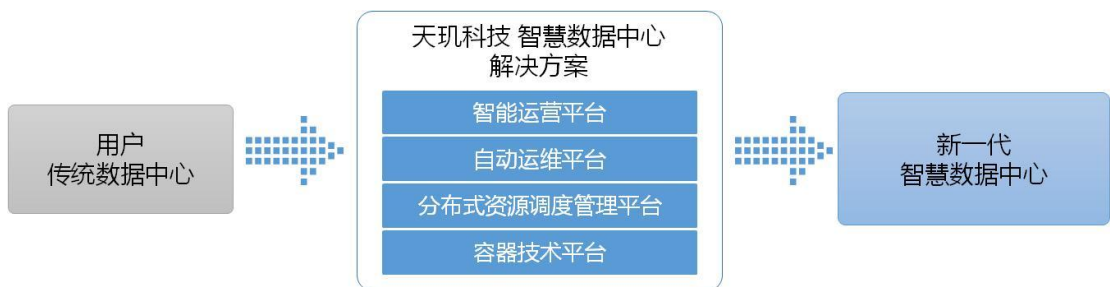 用户
传统数据中心
天玑科技 智慧数据中心
解决方案
智能运营平台
自动运维平台
分布式资源调度管理平台
容器技术平台
新一代
智慧数据中心